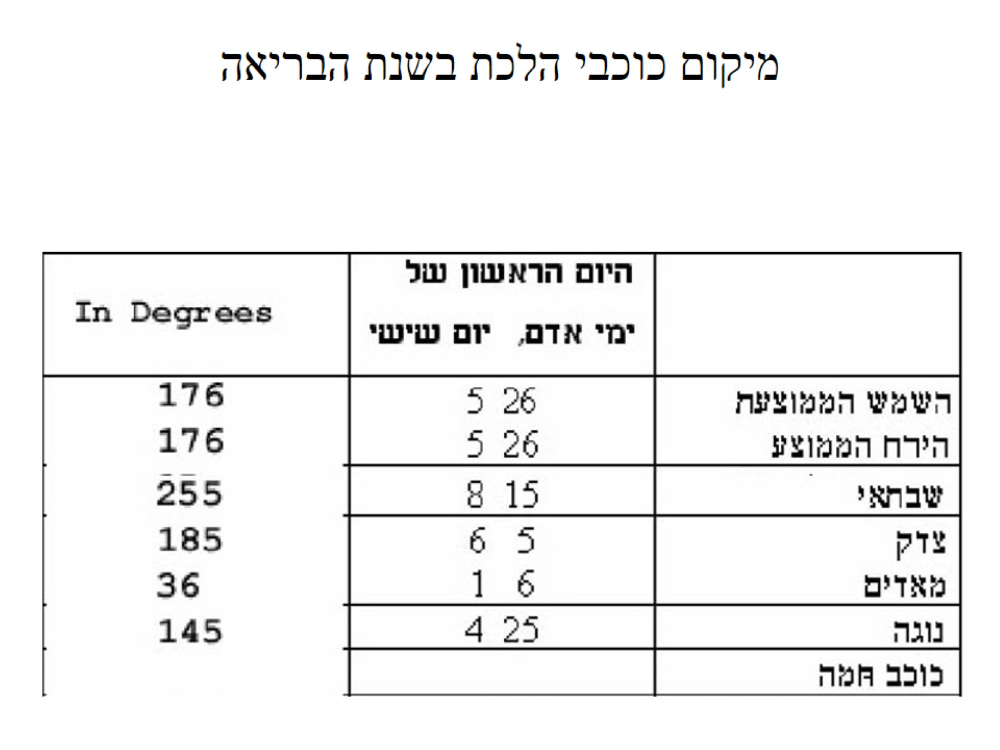 מיקום כוכבי הלכת בשנת הבריאה
היום הראשון של
ימי אדם, יום שישי
In Degrees
השמש הממוצעת 5 26 176
הירח הממוצע 5 26 176
שבתאי 8 15 255
צדק 6 5 185
מאדים 1 6 36
נוגה 4 25 145
כוכב חמה